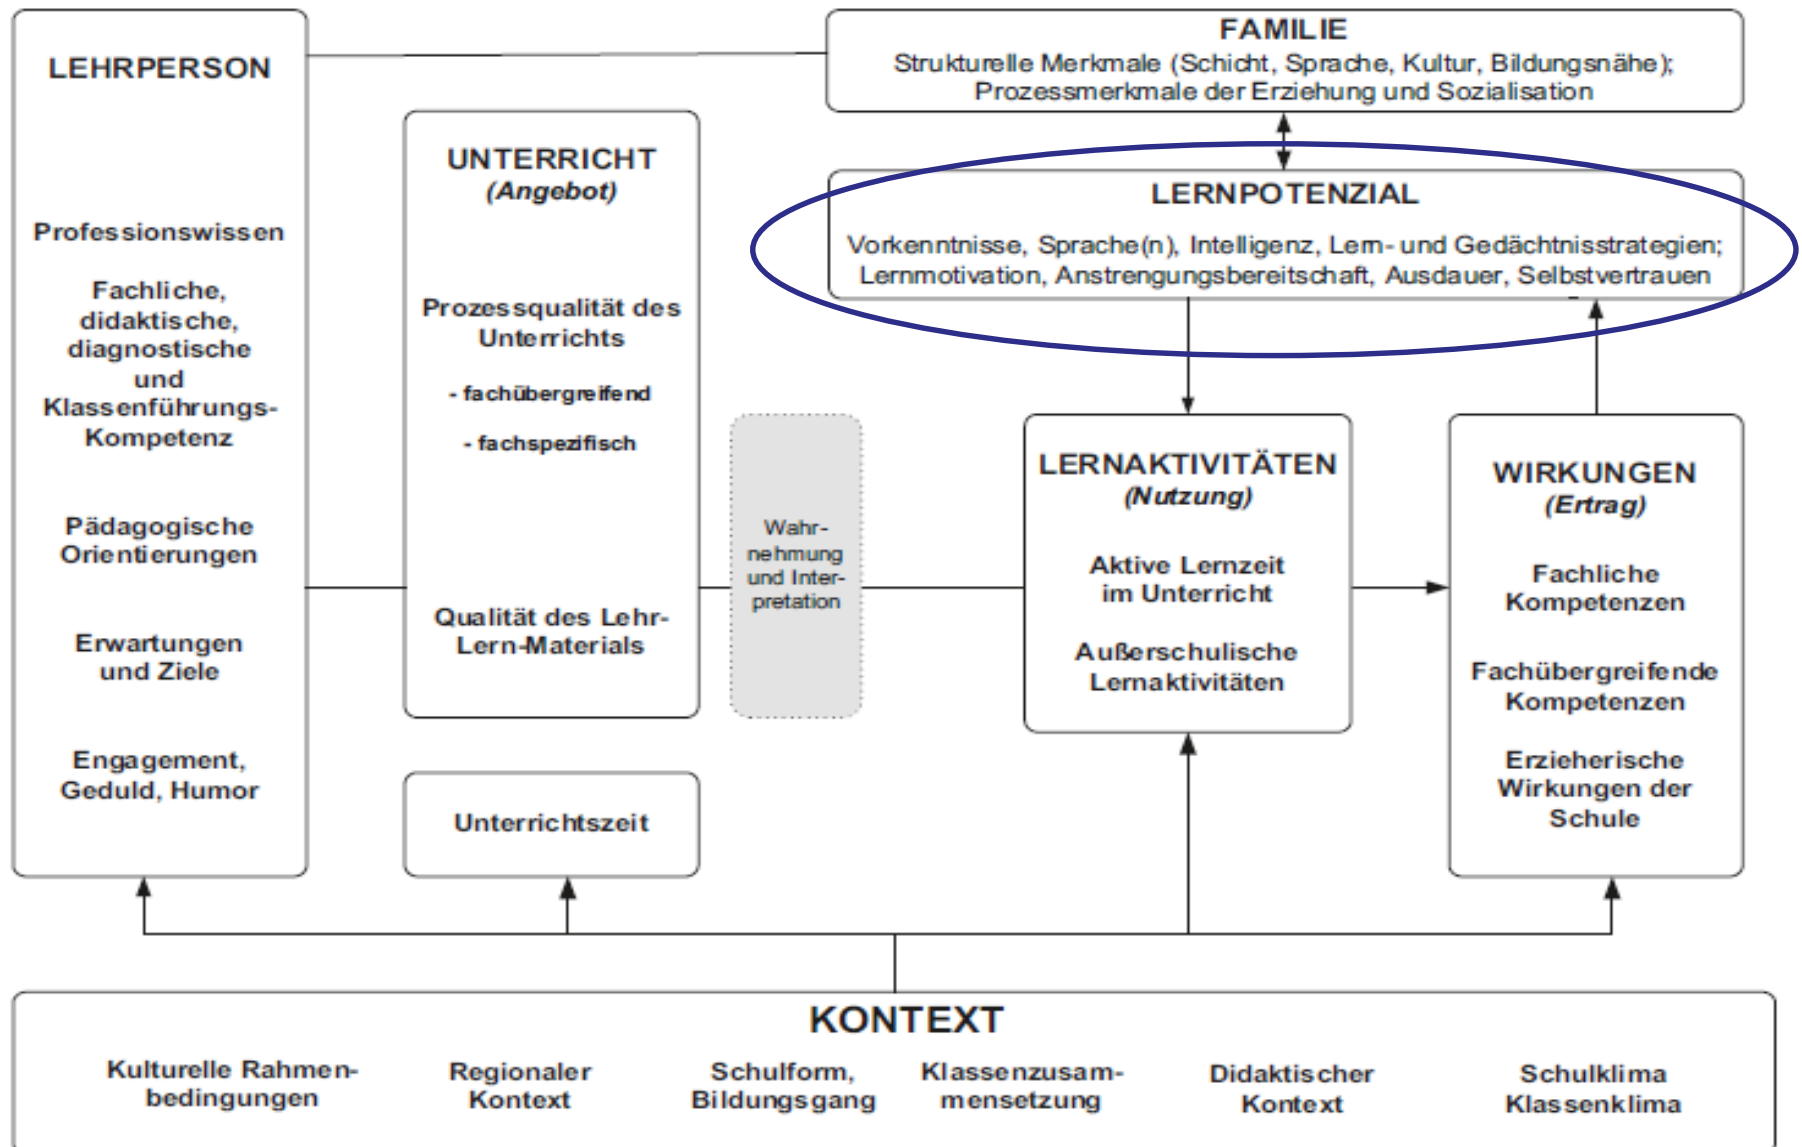 LEHRPERSON
Professionswissen
Fachliche,
didaktische,
diagnostische
und
Klassenführungs-
Kompetenz
Pädagogische
Orientierungen
Erwartungen
und Ziele
Engagement,
Geduld, Humor
UNTERRICHT
(Angebot)
Prozessqualität des
Unterrichts
- fachübergreifend
- fachspezifisch
Qualität des Lehr-
Lern-Materials
Unterrichtszeit
Wahr-
nehmung
und Inter-
pretation
FAMILIE
Strukturelle Merkmale (Schicht, Sprache, Kultur, Bildungsnähe);
Prozessmerkmale der Erziehung und Sozialisation
LERNPOTENZIAL
Vorkenntnisse, Sprache(n), Intelligenz, Lern- und Gedächtnisstrategien;
Lernmotivation, Anstrengungsbereitschaft, Ausdauer, Selbstvertrauen
LERNAKTIVITÄTEN
(Nutzung)
Aktive Lernzeit
im Unterricht
Außerschulische
Lernaktivitäten
WIRKUNGEN
(Ertrag)
Fachliche
Kompetenzen
Fachübergreifende
Kompetenzen
Erzieherische
Wirkungen der
Schule
KONTEXT
Kulturelle Rahmen-
bedingungen
Regionaler
Kontext
Schulform,
Bildungsgang
Klassenzusam-
mensetzung
Didaktischer
Kontext
Schulklima
Klassenklima